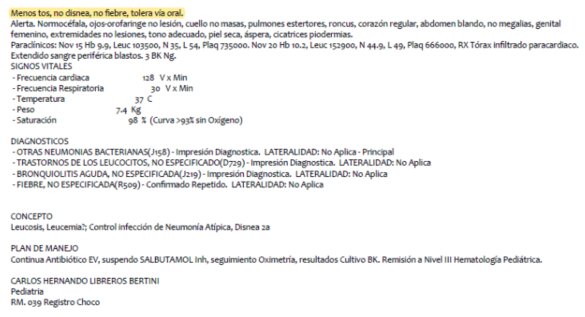 Menos tos, no disnea, no fiebre, tolera vía oral.
Alerta. Normocéfala, ojos-orofaringe no lesión, cuello no masas, pulmones estertores, roncus, corazón regular, abdomen blando, no megalias, genital
femenino, extremidades no lesiones, tono adecuado, piel seca, áspera, cicatrices piodermias.
Paraclínicos: Nov 15 Hb 9.9, Leuc 103500, N 35, L 54, Plaq 735000. Nov 20 Hb 10.2, Leuc 152900, N 44.9, L 49, Plaq 666000, RX Tórax infiltrado paracardiaco.
Extendido sangre periférica blastos. 3 BK Ng.
SIGNOS VITALES
- Frecuencia cardiaca 128 V x Min
- Frecuencia Respiratoria 30 V x Min
- Temperatura 37 C
- Peso 7.4 Kg
- Saturación 98 % (Curva >93% sin Oxígeno)
DIAGNOSTICOS
- OTRAS NEUMONIAS BACTERIANAS(J158) - Impresión Diagnostica. LATERALIDAD: No Aplica - Principal
- TRASTORNOS DE LOS LEUCOCITOS, NO ESPECIFICADO(D729) - Impresión Diagnostica. LATERALIDAD: No Aplica
- BRONQUIOLITIS AGUDA, NO ESPECIFICADA(J219) - Impresión Diagnostica. LATERALIDAD: No Aplica
- FIEBRE, NO ESPECIFICADA(R509) - Confirmado Repetido. LATERALIDAD: No Aplica
CONCEPTO
Leucosis, Leucemia?; Control infección de Neumonía Atípica, Disnea 2a
PLAN DE MANEJO
Continua Antibiótico EV, suspendo SALBUTAMOL Inh, seguimiento Oximetría, resultados Cultivo BK. Remisión a Nivel III Hematología Pediátrica.
CARLOS HERNANDO LIBREROS BERTINI
Pediatria
RM. 039 Registro Choco